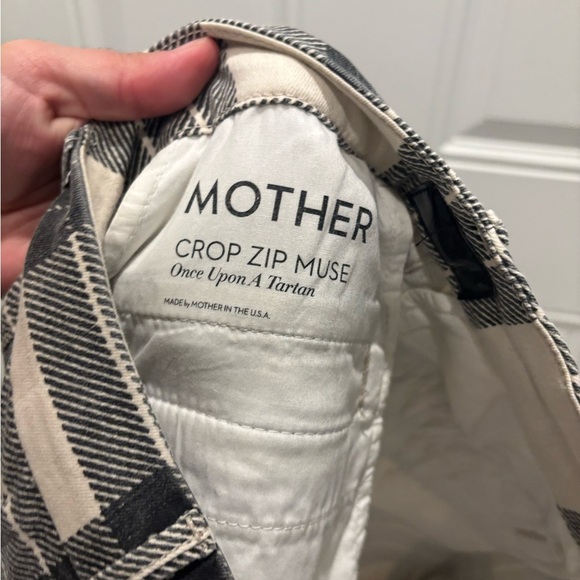 MOTHER
CROP ZIP MUSE
Once Upon A Tartan
MADE by MOTHER IN THE U.S.A.